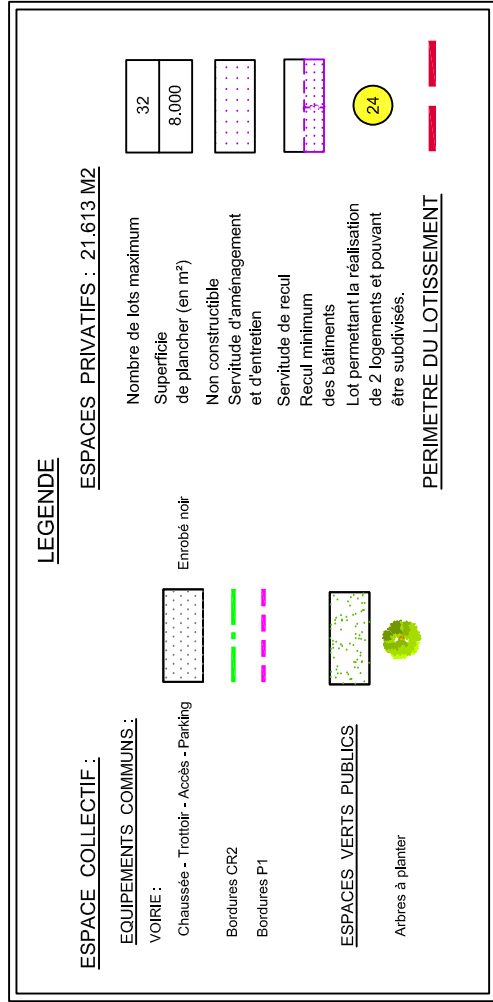 LEGENDE
ESPACE COLLECTIF :
EQUIPEMENTS COMMUNS :
VOIRIE :
Chaussée - Trottoir - Accès - Parking
Enrobé noir
Bordures CR2
Bordures P1
ESPACES VERTS PUBLICS
Arbres à planter
ESPACES PRIVATIFS : 21.613 M2
Nombre de lots maximum
32
Superficie
de plancher (en m²)
8.000
Non constructible
Servitude d'aménagement
et d'entretien
Servitude de recul
Recul minimum
des bâtiments
Lot permettant la réalisation
de 2 logements et pouvant
être subdivisés.
24
PERIMETRE DU LOTISSEMENT